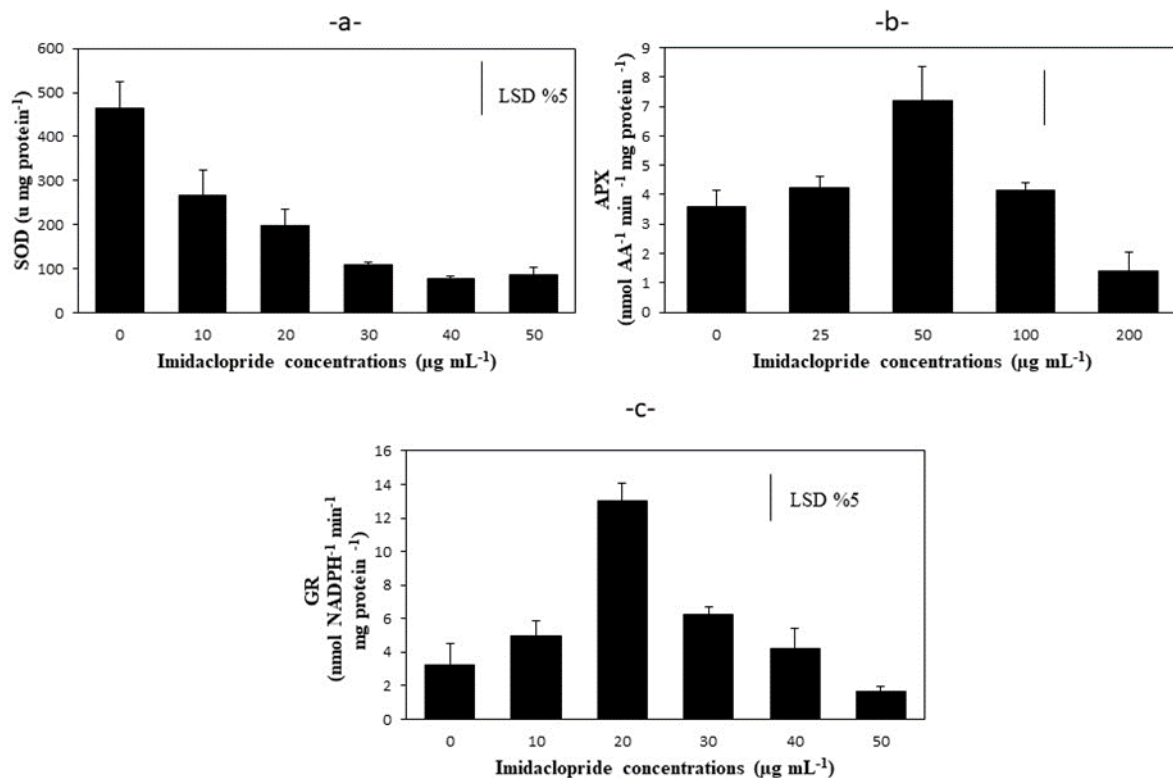 -a-
600
500
400
300
200
100
0
SOD (u mg protein-1)
LSD %5
0 10 20 30 40 50
Imidaclopride concentrations (µg mL-1)
-b-
9
8
7
6
5
4
3
2
1
0
APX
(nmol AA-1 min -1 mg protein -1)
0 25 50 100 200
Imidaclopride concentrations (µg mL-1)
-c-
16
14
12
10
8
6
4
2
0
GR
(nmol NADPH-1 min-1
mg protein -1)
LSD %5
0 10 20 30 40 50
Imidaclopride concentrations (µg mL-1)